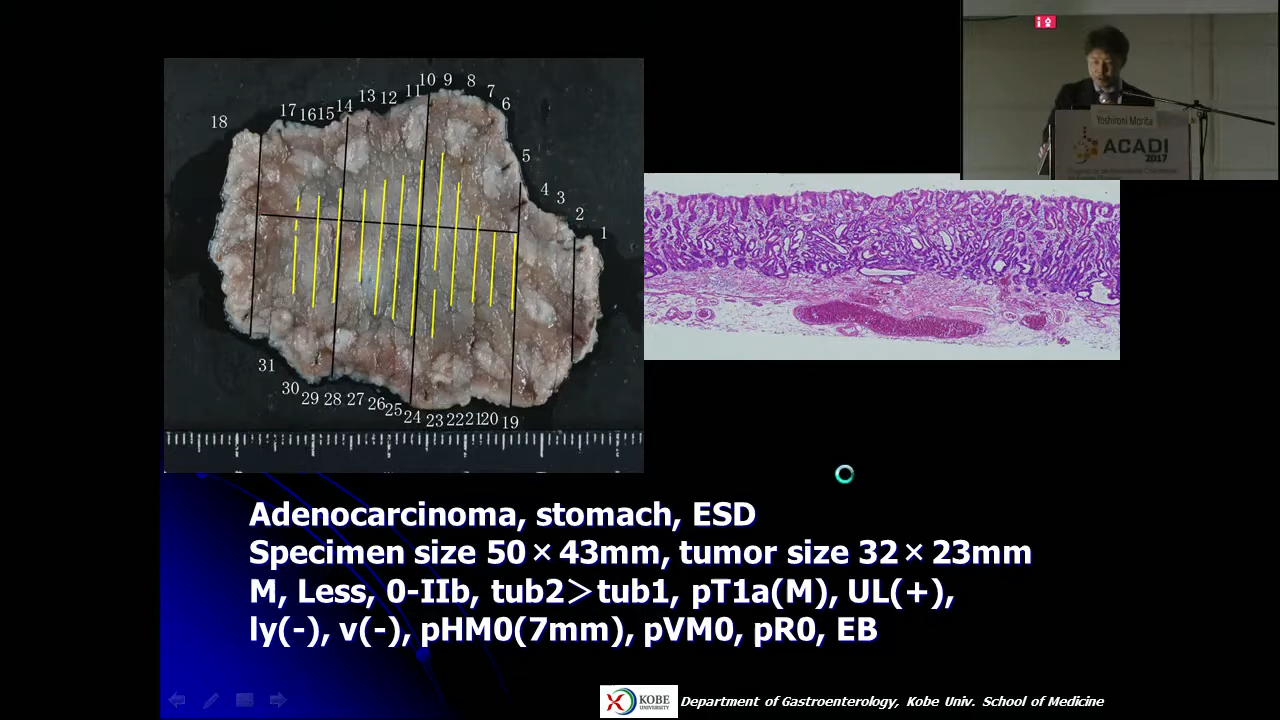 10 9 8
7
6
13 12 11
17 16 15 14
18
5
4 3
2
1
31
30
29 28 27 26 25 24 23 22 21 20 19
Yoshironi Morita
ACADI
2017
Adenocarcinoma, stomach, ESD
Specimen size 50×43mm, tumor size 32×23mm
M, Less, 0-IIb, tub2＞tub1, pT1a(M), UL(+),
ly(-), v(-), pHM0(7mm), pVM0, pR0, EB
KOBE
UNIVERSITY
Department of Gastroenterology, Kobe Univ. School of Medicine